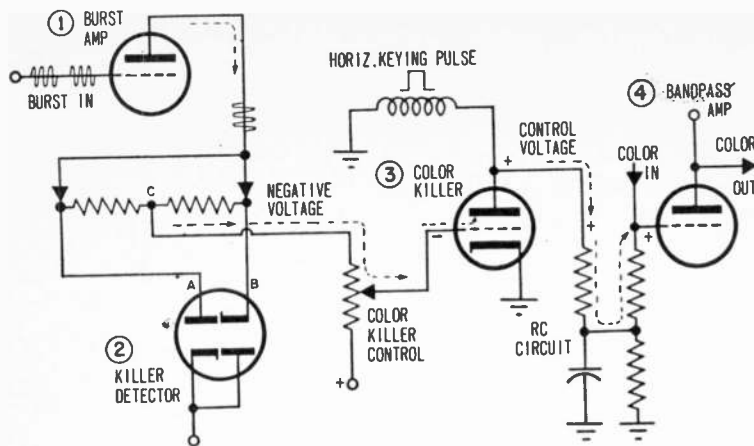 ① BURST AMP
BURST IN
HORIZ. KEYING PULSE
④ BANDPASS AMP
COLOR IN
COLOR OUT
CONTROL VOLTAGE
+
③ COLOR KILLER
C
NEGATIVE VOLTAGE
+
+
−
A
B
② KILLER DETECTOR
COLOR KILLER CONTROL
+
RC CIRCUIT